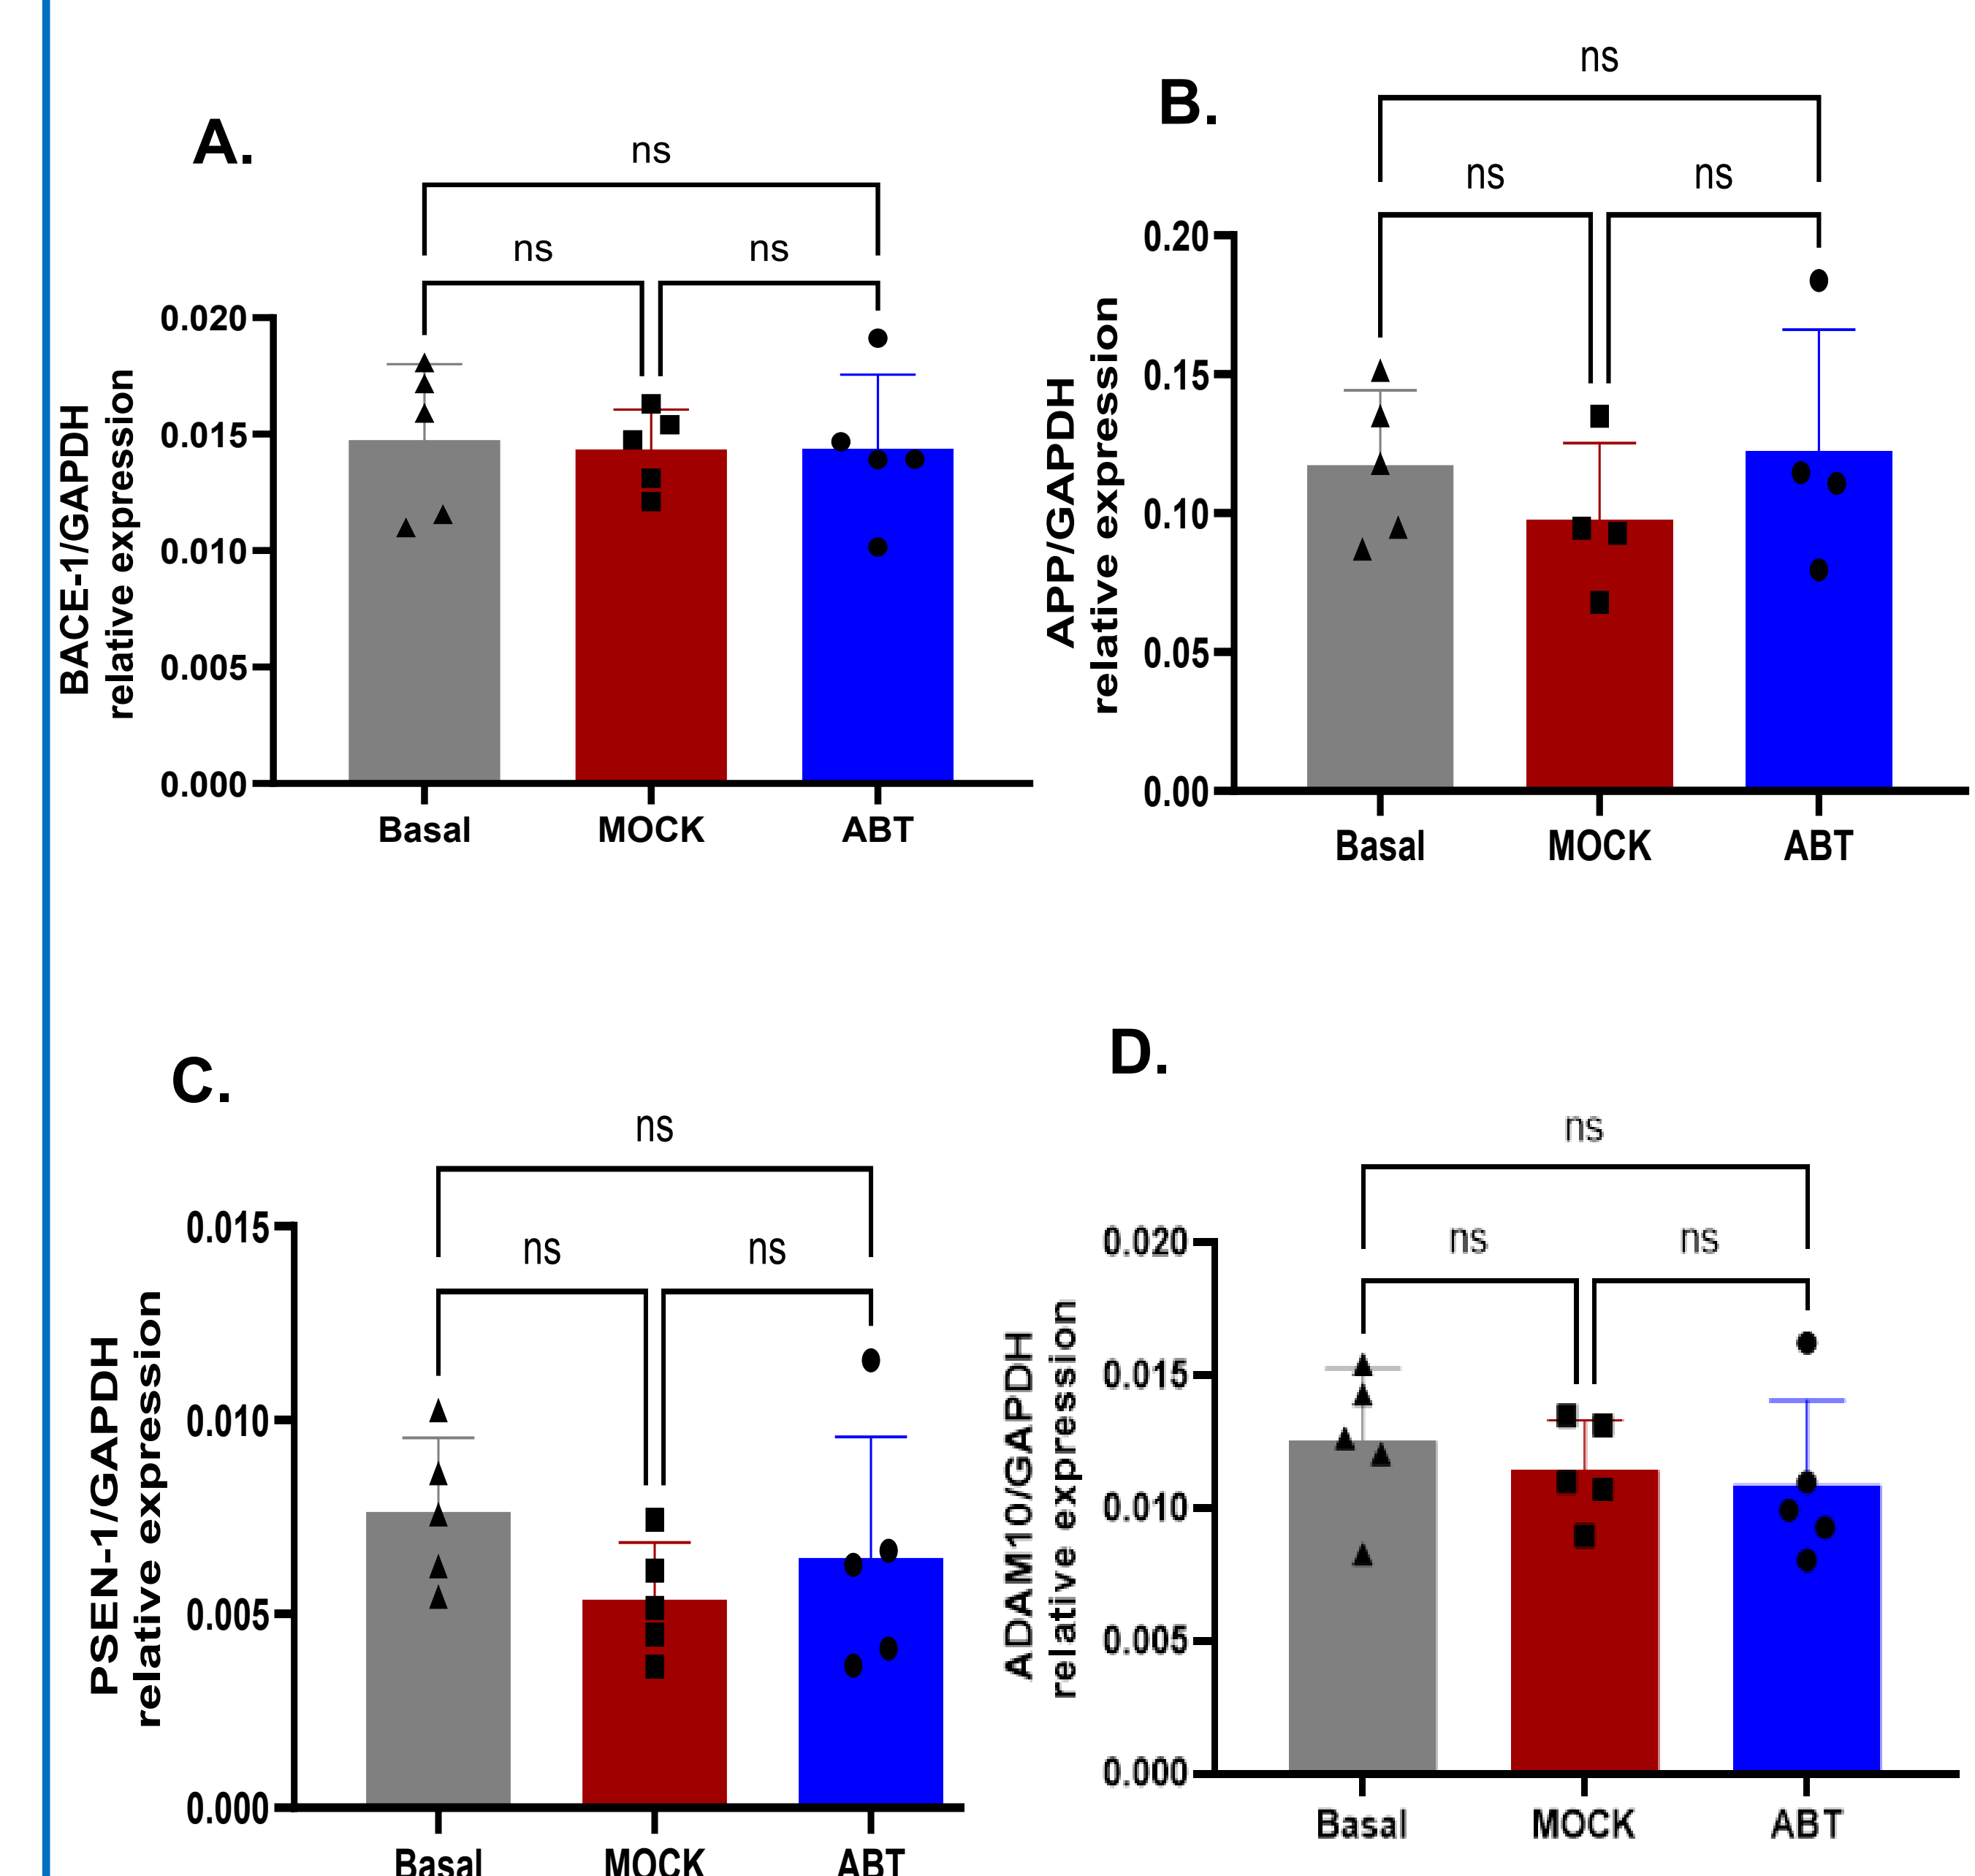 A.
ns
ns ns
0.020
0.015
0.010
0.005
0.000
BACE-1/GAPDH
relative expression
Basal MOCK ABT
B.
ns
ns ns
0.20
0.15
0.10
0.05
0.00
APP/GAPDH
relative expression
Basal MOCK ABT
C.
ns
ns ns
0.015
0.010
0.005
0.000
PSEN-1/GAPDH
relative expression
Basal MOCK ABT
D.
ns
ns ns
0.020
0.015
0.010
0.005
0.000
ADAM10/GAPDH
relative expression
Basal MOCK ABT